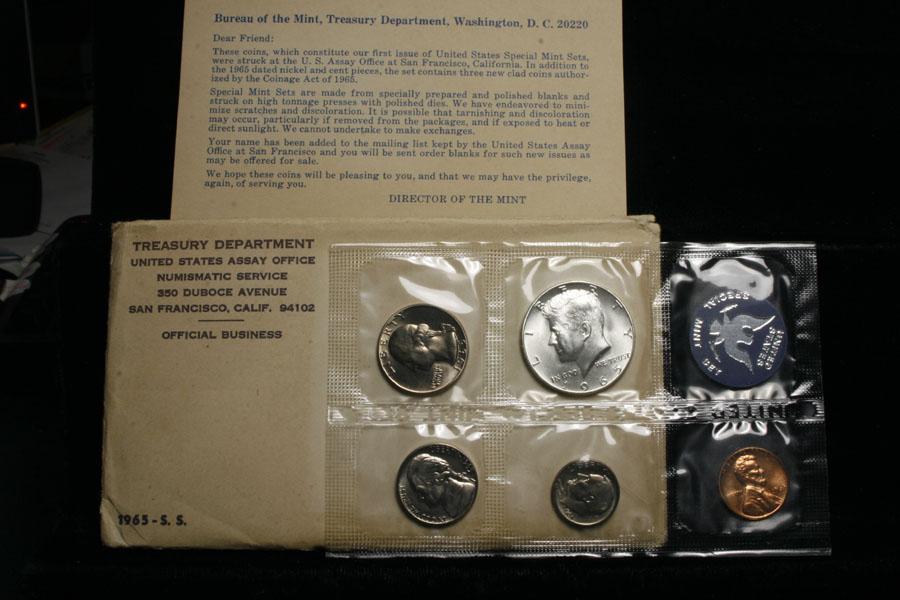 Bureau of the Mint, Treasury Department, Washington, D. C. 20220
Dear Friend:
These coins, which constitute our first issue of United States Special Mint Sets,
were struck at the U. S. Assay Office at San Francisco, California. In addition to
the 1965 dated nickel and cent pieces, the set contains three new clad coins author-
ized by the Coinage Act of 1965.
Special Mint Sets are made from specially prepared and polished blanks and
struck on high tonnage presses with polished dies. We have endeavored to mini-
mize scratches and discoloration. It is possible that tarnishing and discoloration
may occur, particularly if removed from the packages, and if exposed to heat or
direct sunlight. We cannot undertake to make exchanges.
Your name has been added to the mailing list kept by the United States Assay
Office at San Francisco and you will be sent order blanks for such new issues as
may be offered for sale.
We hope these coins will be pleasing to you, and that we may have the privilege,
again, of serving you.
DIRECTOR OF THE MINT
TREASURY DEPARTMENT
UNITED STATES ASSAY OFFICE
NUMISMATIC SERVICE
350 DUBOCE AVENUE
SAN FRANCISCO, CALIF. 94102
OFFICIAL BUSINESS
1965 - S. S.
LIBERTY
1965
LIBERTY
IN GOD WE TRUST
1965
UNITED
STATES
SPECIAL
MINT
SET
UNITED